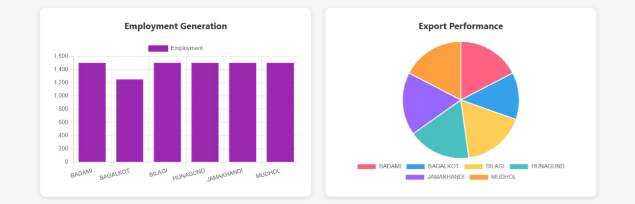 Employment Generation
Employment
1,600
1,400
1,200
1,000
800
600
400
200
0
BADAMI
BAGALKOT
BILAGI
HUNAGUND
JAMAKHANDI
MUDHOL
Export Performance
BADAMI BAGALKOT BILAGI HUNAGUND
JAMAKHANDI MUDHOL